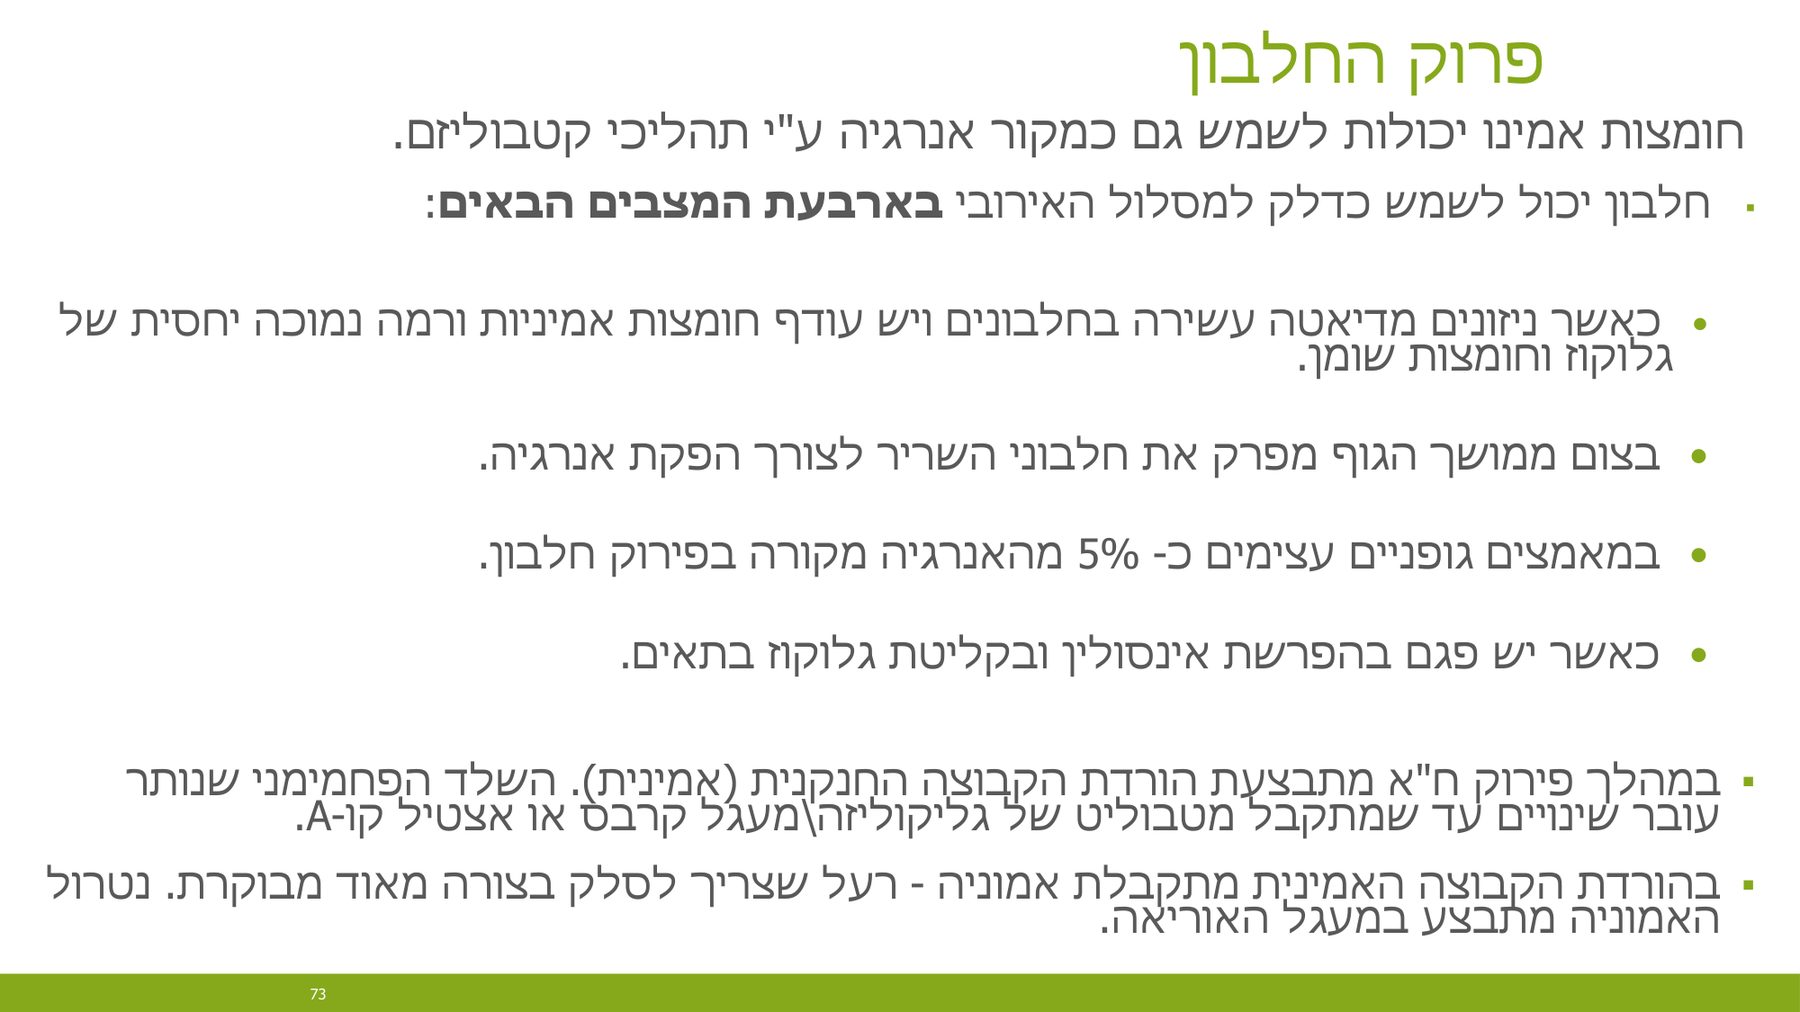 פרוק החלבון
חומצות אמינו יכולות לשמש גם כמקור אנרגיה ע"י תהליכי קטבוליזם.
▪ חלבון יכול לשמש כדלק למסלול האירובי בארבעת המצבים הבאים:
• כאשר ניזונים מדיאטה עשירה בחלבונים ויש עודף חומצות אמיניות ורמה נמוכה יחסית של
גלוקוז וחומצות שומן.
• בצום ממושך הגוף מפרק את חלבוני השריר לצורך הפקת אנרגיה.
• במאמצים גופניים עצימים כ- 5% מהאנרגיה מקורה בפירוק חלבון.
• כאשר יש פגם בהפרשת אינסולין ובקליטת גלוקוז בתאים.
▪ במהלך פירוק ח"א מתבצעת הורדת הקבוצה החנקנית (אמינית). השלד הפחמימני שנותר
עובר שינויים עד שמתקבל מטבוליט של גליקוליזה\מעגל קרבס או אצטיל קו-A.
▪ בהורדת הקבוצה האמינית מתקבלת אמוניה - רעל שצריך לסלק בצורה מאוד מבוקרת. נטרול
האמוניה מתבצע במעגל האוריאה.
73